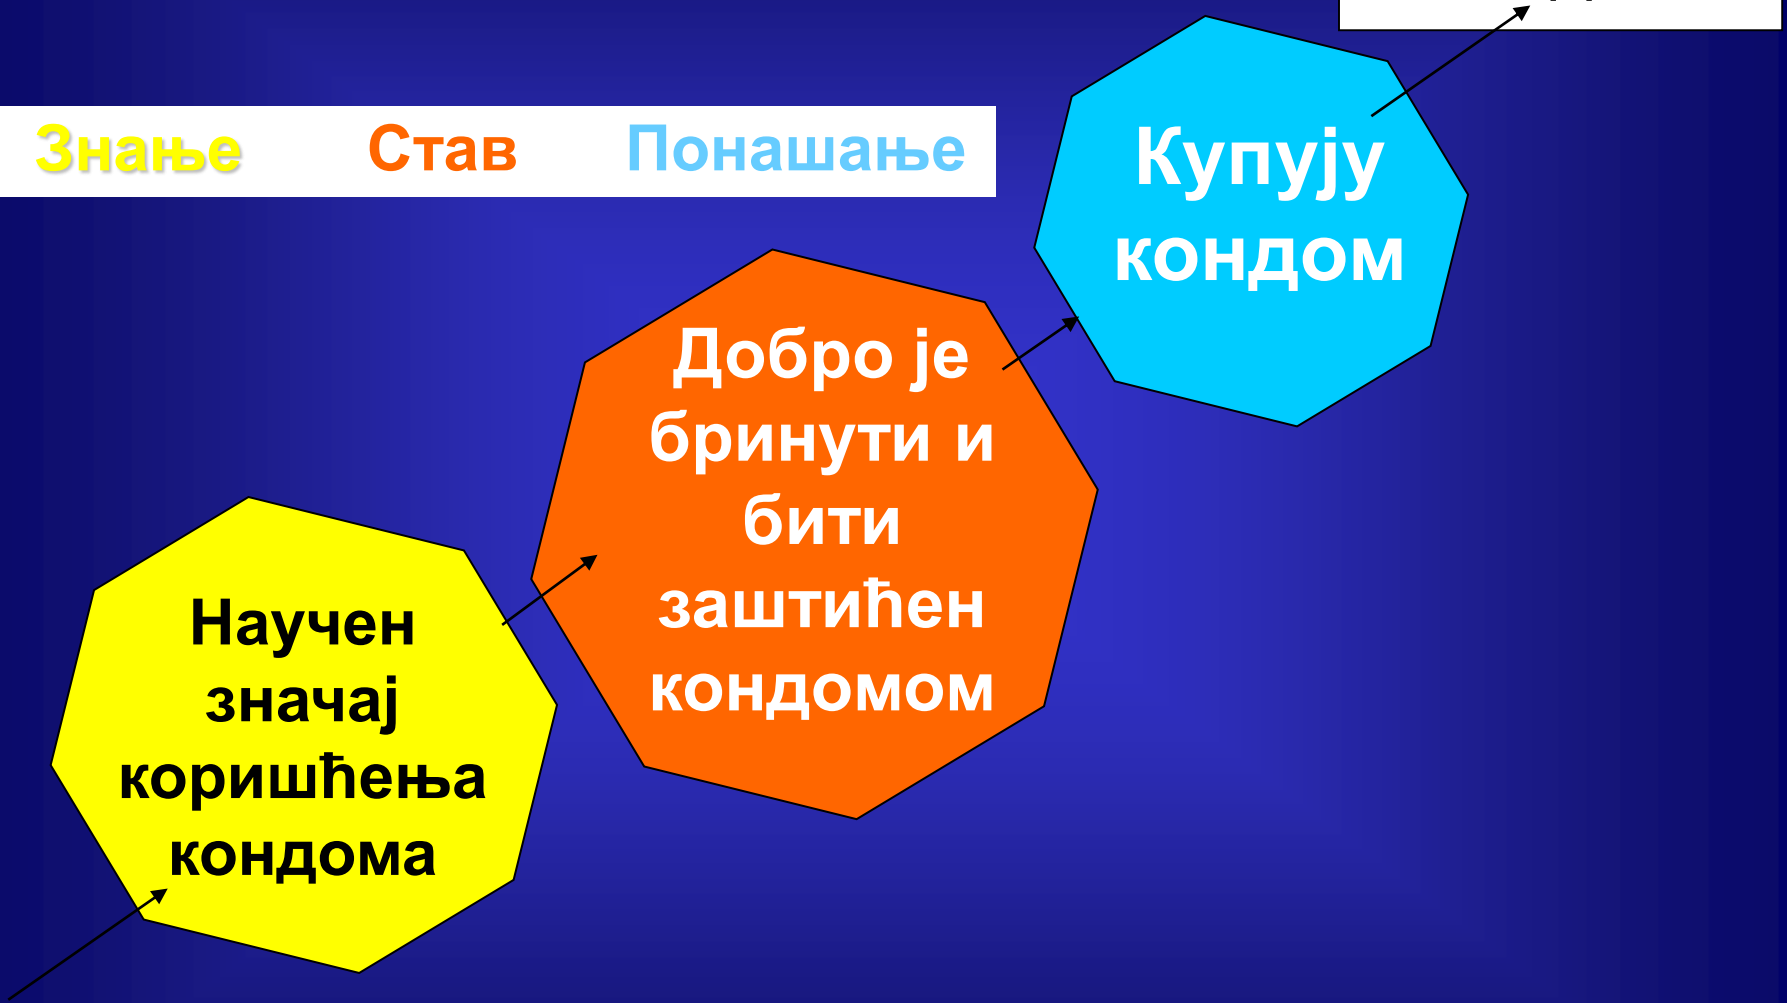 Знање Став Понашање
Купују
кондом
Добро је
бринути и
бити
заштићен
кондомом
Научен
значај
коришћења
кондома